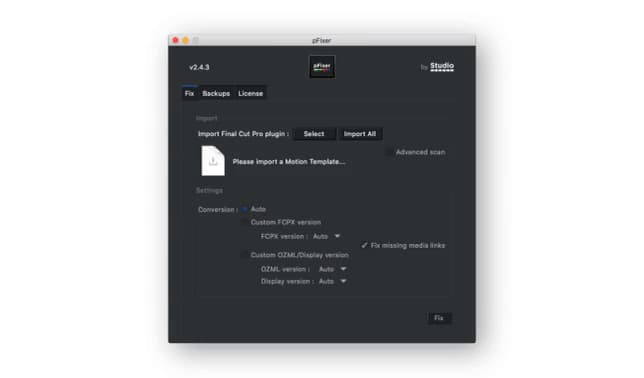 pFixer
v2.4.3
pFixer
by Studio
Fix Backups License
Import
Import Final Cut Pro plugin : Select Import All
Advanced scan
Please import a Motion Template...
Settings
Conversion : Auto
Custom FCPX version
FCPX version : Auto
Fix missing media links
Custom OZML/Display version
OZML version : Auto
Display version : Auto
Fix